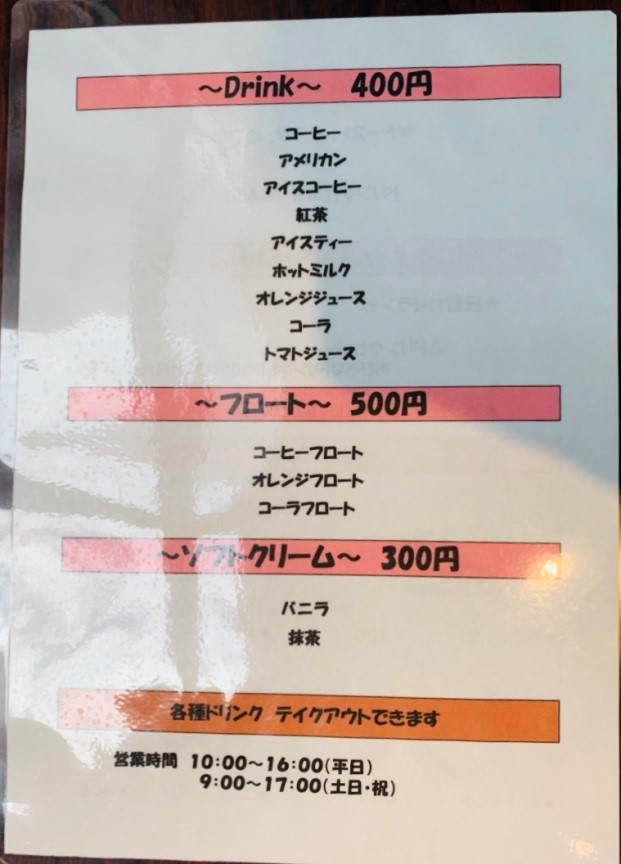 ～Drink～ 400円
コーヒー
アメリカン
アイスコーヒー
紅茶
アイスティー
ホットミルク
オレンジジュース
コーラ
トマトジュース
～フロート～ 500円
コーヒーフロート
オレンジフロート
コーラフロート
～ソフトクリーム～ 300円
バニラ
抹茶
各種ドリンク テイクアウトできます
営業時間 10:00～16:00(平日)
9:00～17:00(土日・祝)